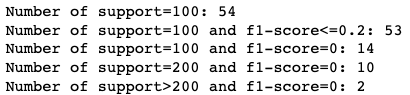 Number of support=100: 54
Number of support=100 and f1-score<=0.2: 53
Number of support=100 and f1-score=0: 14
Number of support=200 and f1-score=0: 10
Number of support>200 and f1-score=0: 2